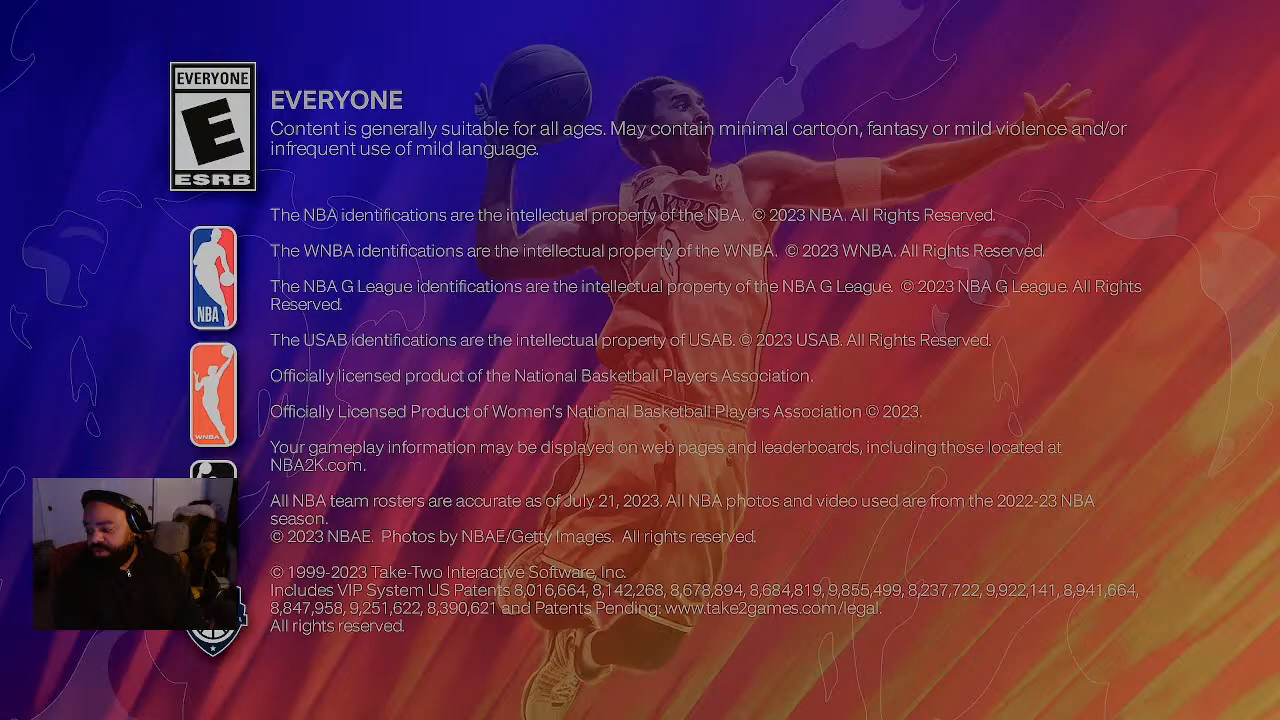 EVERYONE
E
ESRB
EVERYONE
Content is generally suitable for all ages. May contain minimal cartoon, fantasy or mild violence and/or
infrequent use of mild language.
LAKERS
8
The NBA identifications are the intellectual property of the NBA. © 2023 NBA. All Rights Reserved.
The WNBA identifications are the intellectual property of the WNBA. © 2023 WNBA. All Rights Reserved.
NBA
The NBA G League identifications are the intellectual property of the NBA G League. © 2023 NBA G League. All Rights
Reserved.
The USAB identifications are the intellectual property of USAB. © 2023 USAB. All Rights Reserved.
Officially licensed product of the National Basketball Players Association.
Officially Licensed Product of Women's National Basketball Players Association © 2023.
WNBA
Your gameplay information may be displayed on web pages and leaderboards, including those located at
NBA2K.com.
All NBA team rosters are accurate as of July 21, 2023. All NBA photos and video used are from the 2022-23 NBA
season.
© 2023 NBAE. Photos by NBAE/Getty Images. All rights reserved.
© 1999-2023 Take-Two Interactive Software, Inc.
Includes VIP System US Patents 8,016,664, 8,142,268, 8,678,894, 8,684,819, 9,855,499, 8,237,722, 9,922,141, 8,941,664,
8,847,958, 9,251,622, 8,390,621 and Patents Pending: www.take2games.com/legal.
All rights reserved.